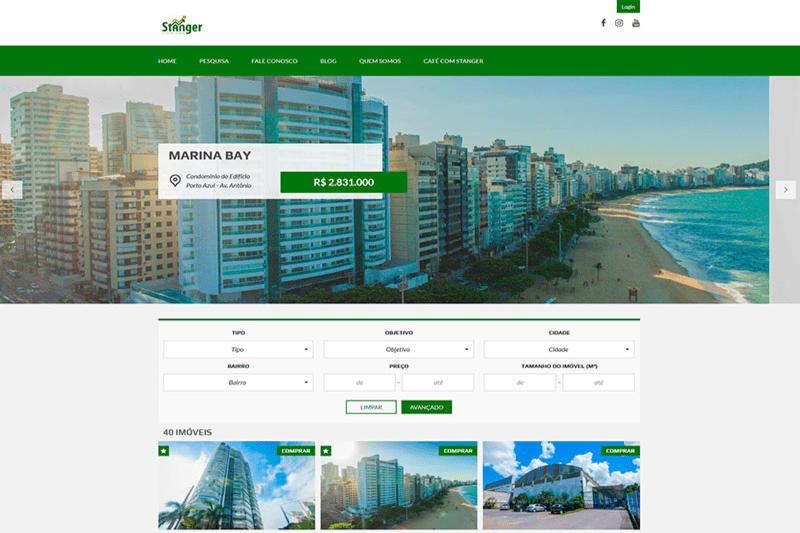 Login
Stanger
HOME PESQUISA FALE CONOSCO BLOG QUEM SOMOS CAFÉ COM STANGER
MARINA BAY
Condomínio do Edifício
Porto Azul - Av. Antônio
R$ 2.831.000
TIPO OBJETIVO CIDADE
Tipo Objetivo Cidade
BAIRRO PREÇO TAMANHO DO IMÓVEL (M²)
Bairro de - até de - até
LIMPAR AVANÇADO
40 IMÓVEIS
COMPRAR COMPRAR COMPRAR